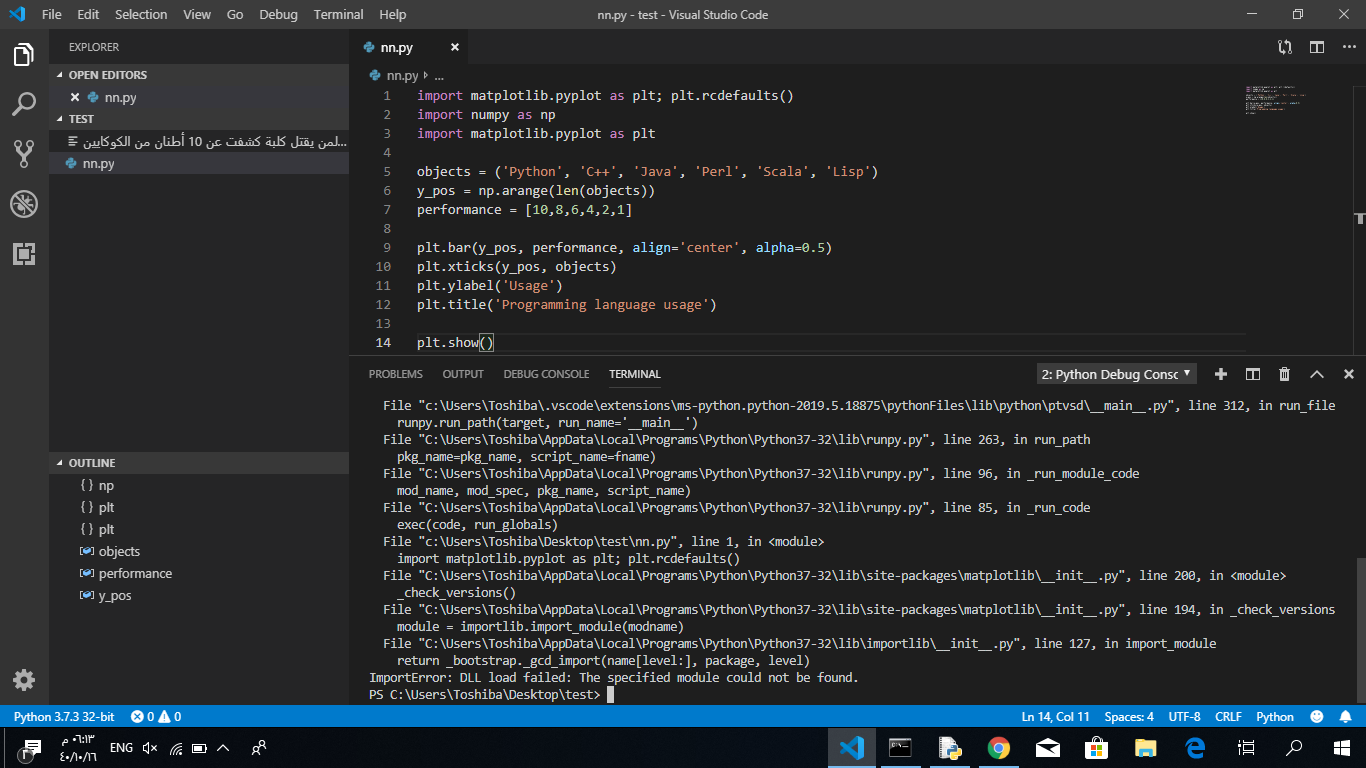 File Edit Selection View Go Debug Terminal Help
nn.py - test - Visual Studio Code
EXPLORER
OPEN EDITORS
nn.py
TEST
لمن يقتل كلبة كشفت عن 10 أطنان من الكوكايين...
nn.py
OUTLINE
np
plt
plt
objects
performance
y_pos
nn.py
nn.py ...
1 import matplotlib.pyplot as plt; plt.rcdefaults()
2 import numpy as np
3 import matplotlib.pyplot as plt
4
5 objects = ('Python', 'C++', 'Java', 'Perl', 'Scala', 'Lisp')
6 y_pos = np.arange(len(objects))
7 performance = [10,8,6,4,2,1]
8
9 plt.bar(y_pos, performance, align='center', alpha=0.5)
10 plt.xticks(y_pos, objects)
11 plt.ylabel('Usage')
12 plt.title('Programming language usage')
13
14 plt.show()
PROBLEMS OUTPUT DEBUG CONSOLE TERMINAL
2: Python Debug Consc
File "c:\Users\Toshiba\.vscode\extensions\ms-python.python-2019.5.18875\pythonFiles\lib\python\ptvsd\__main__.py", line 312, in run_file
runpy.run_path(target, run_name='__main__')
File "C:\Users\Toshiba\AppData\Local\Programs\Python\Python37-32\lib\runpy.py", line 263, in run_path
pkg_name=pkg_name, script_name=fname)
File "C:\Users\Toshiba\AppData\Local\Programs\Python\Python37-32\lib\runpy.py", line 96, in _run_module_code
mod_name, mod_spec, pkg_name, script_name)
File "C:\Users\Toshiba\AppData\Local\Programs\Python\Python37-32\lib\runpy.py", line 85, in _run_code
exec(code, run_globals)
File "c:\Users\Toshiba\Desktop\test\nn.py", line 1, in <module>
import matplotlib.pyplot as plt; plt.rcdefaults()
File "C:\Users\Toshiba\AppData\Local\Programs\Python\Python37-32\lib\site-packages\matplotlib\__init__.py", line 200, in <module>
_check_versions()
File "C:\Users\Toshiba\AppData\Local\Programs\Python\Python37-32\lib\site-packages\matplotlib\__init__.py", line 194, in _check_versions
module = importlib.import_module(modname)
File "C:\Users\Toshiba\AppData\Local\Programs\Python\Python37-32\lib\importlib\__init__.py", line 127, in import_module
return _bootstrap._gcd_import(name[level:], package, level)
ImportError: DLL load failed: The specified module could not be found.
PS C:\Users\Toshiba\Desktop\test>
Python 3.7.3 32-bit 0 0
Ln 14, Col 11 Spaces: 4 UTF-8 CRLF Python
٠٦:١٣ م
٤٠/١٠/١٦
ENG